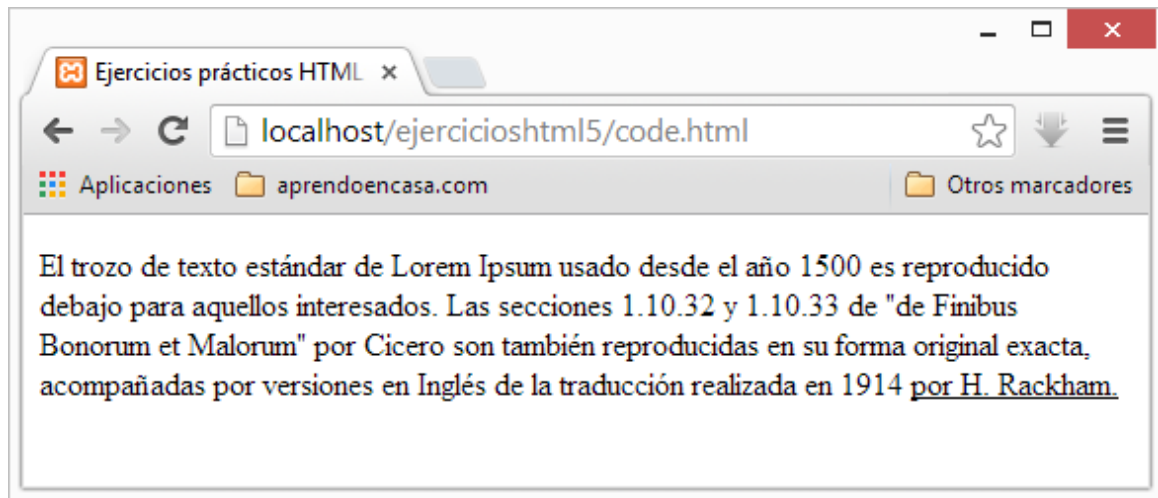 Ejercicios prácticos HTML
localhost/ejercicioshtml5/code.html
Aplicaciones aprendoencasa.com Otros marcadores
El trozo de texto estándar de Lorem Ipsum usado desde el año 1500 es reproducido
debajo para aquellos interesados. Las secciones 1.10.32 y 1.10.33 de "de Finibus
Bonorum et Malorum" por Cicero son también reproducidas en su forma original exacta,
acompañadas por versiones en Inglés de la traducción realizada en 1914 por H. Rackham.